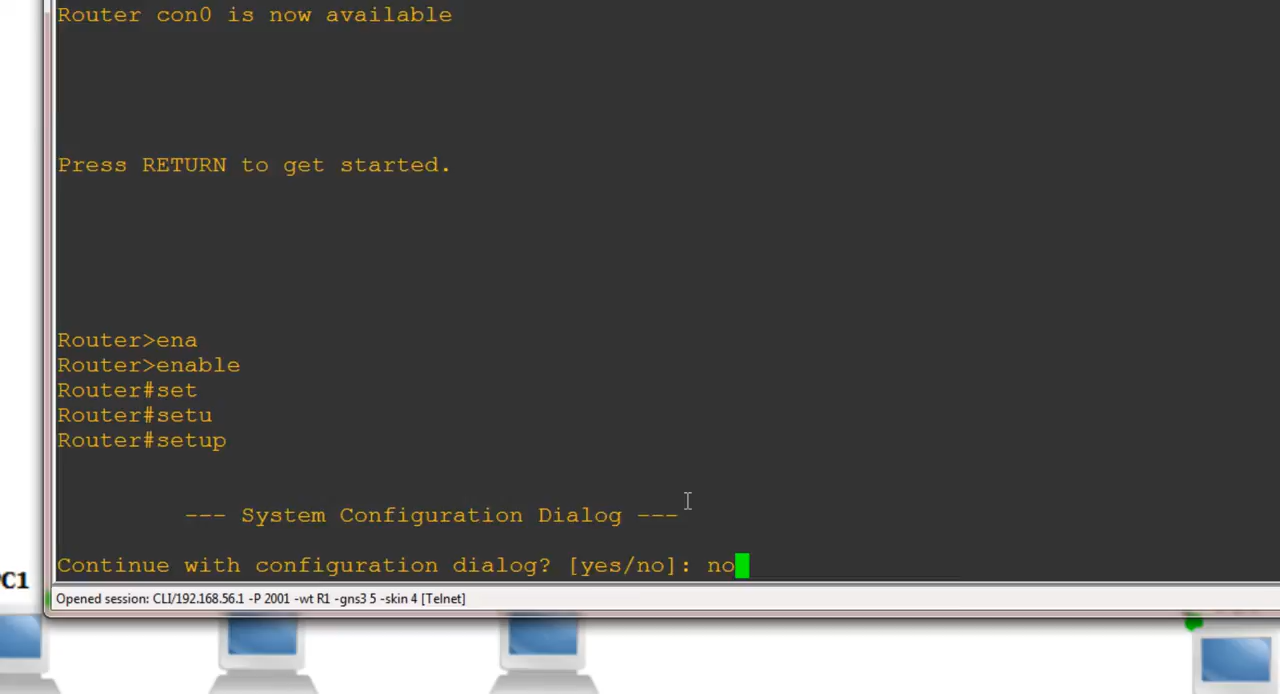 Router con0 is now available
Press RETURN to get started.
Router>ena
Router>enable
Router#set
Router#setu
Router#setup
--- System Configuration Dialog ---
Continue with configuration dialog? [yes/no]: no
PC1
Opened session: CLI/192.168.56.1 -P 2001 -wt R1 -gns3 5 -skin 4 [Telnet]